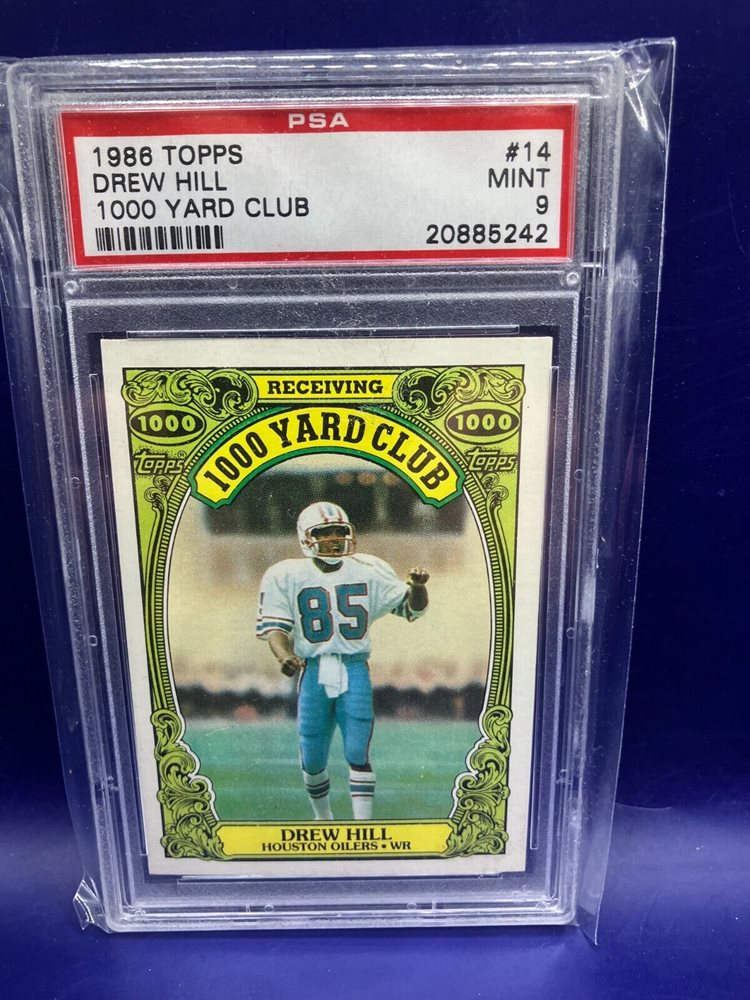 PSA
1986 TOPPS #14
DREW HILL MINT
1000 YARD CLUB 9
20885242
RECEIVING
1000 1000
1000 YARD CLUB
Topps® Topps
85
DREW HILL
HOUSTON OILERS • WR